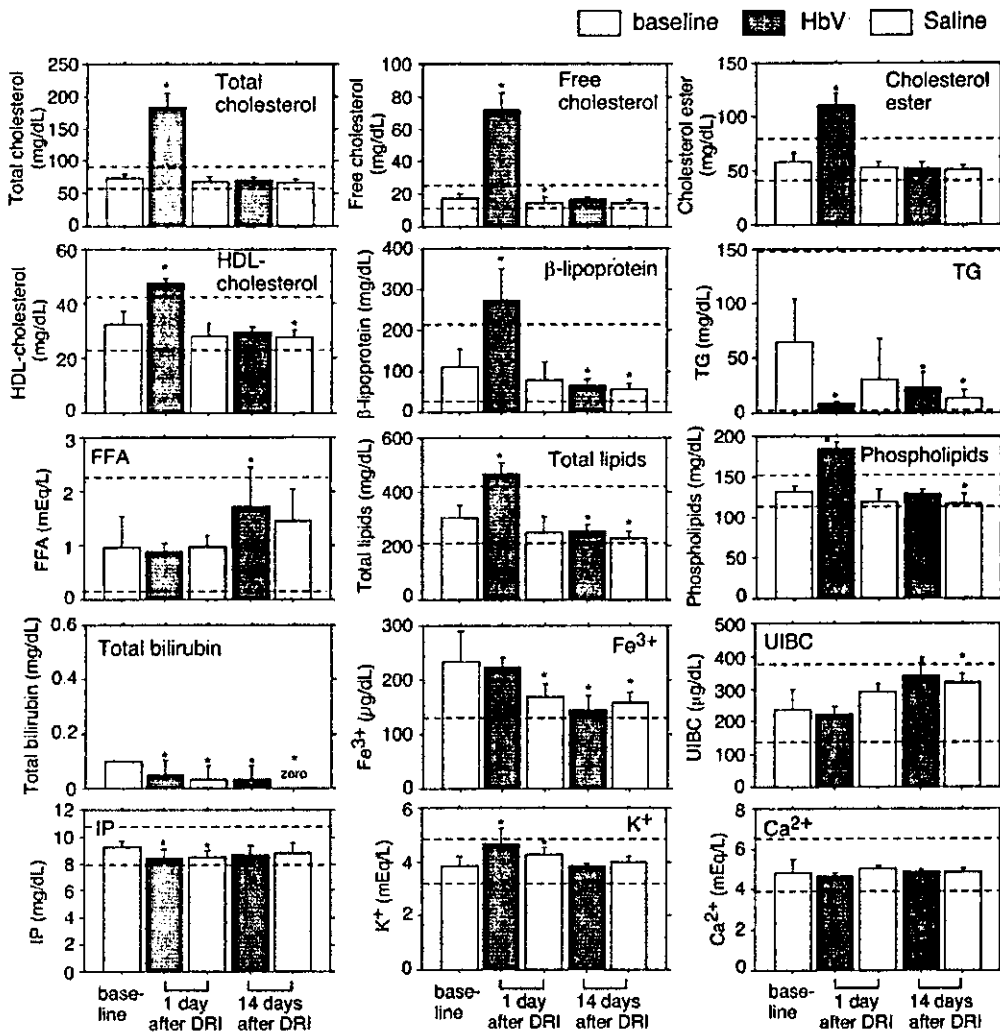 baseline HbV Saline
Total cholesterol
(mg/dL)
250
200
150
100
50
0
Total
cholesterol
*
Free cholesterol
(mg/dL)
80
60
40
20
0
Free
cholesterol
*
*
Cholesterol ester
(mg/dL)
150
100
50
0
Cholesterol
ester
*
HDL-cholesterol
(mg/dL)
60
40
20
0
HDL-
cholesterol
*
*
β-lipoprotein (mg/dL)
400
300
200
100
0
β-lipoprotein
*
*
*
TG (mg/dL)
150
100
50
0
TG
*
*
*
FFA (mEq/L)
3
2
1
0
FFA
*
Total lipids (mg/dL)
600
400
200
0
Total lipids
*
*
*
Phospholipids (mg/dL)
200
150
100
50
0
Phospholipids
*
*
Total bilirubin (mg/dL)
0.6
0.4
0.2
0
Total bilirubin
*
*
*
*
zero
Fe3+ (µg/dL)
300
200
100
0
Fe3+
*
*
*
UIBC (µg/dL)
500
400
300
200
100
0
UIBC
*
*
IP (mg/dL)
12
10
8
6
4
2
0
IP
*
*
K+ (mEq/L)
6
4
2
0
K+
*
*
Ca2+ (mEq/L)
8
6
4
2
0
Ca2+
base-
line
1 day
after DRI
14 days
after DRI
base-
line
1 day
after DRI
14 days
after DRI
base-
line
1 day
after DRI
14 days
after DRI